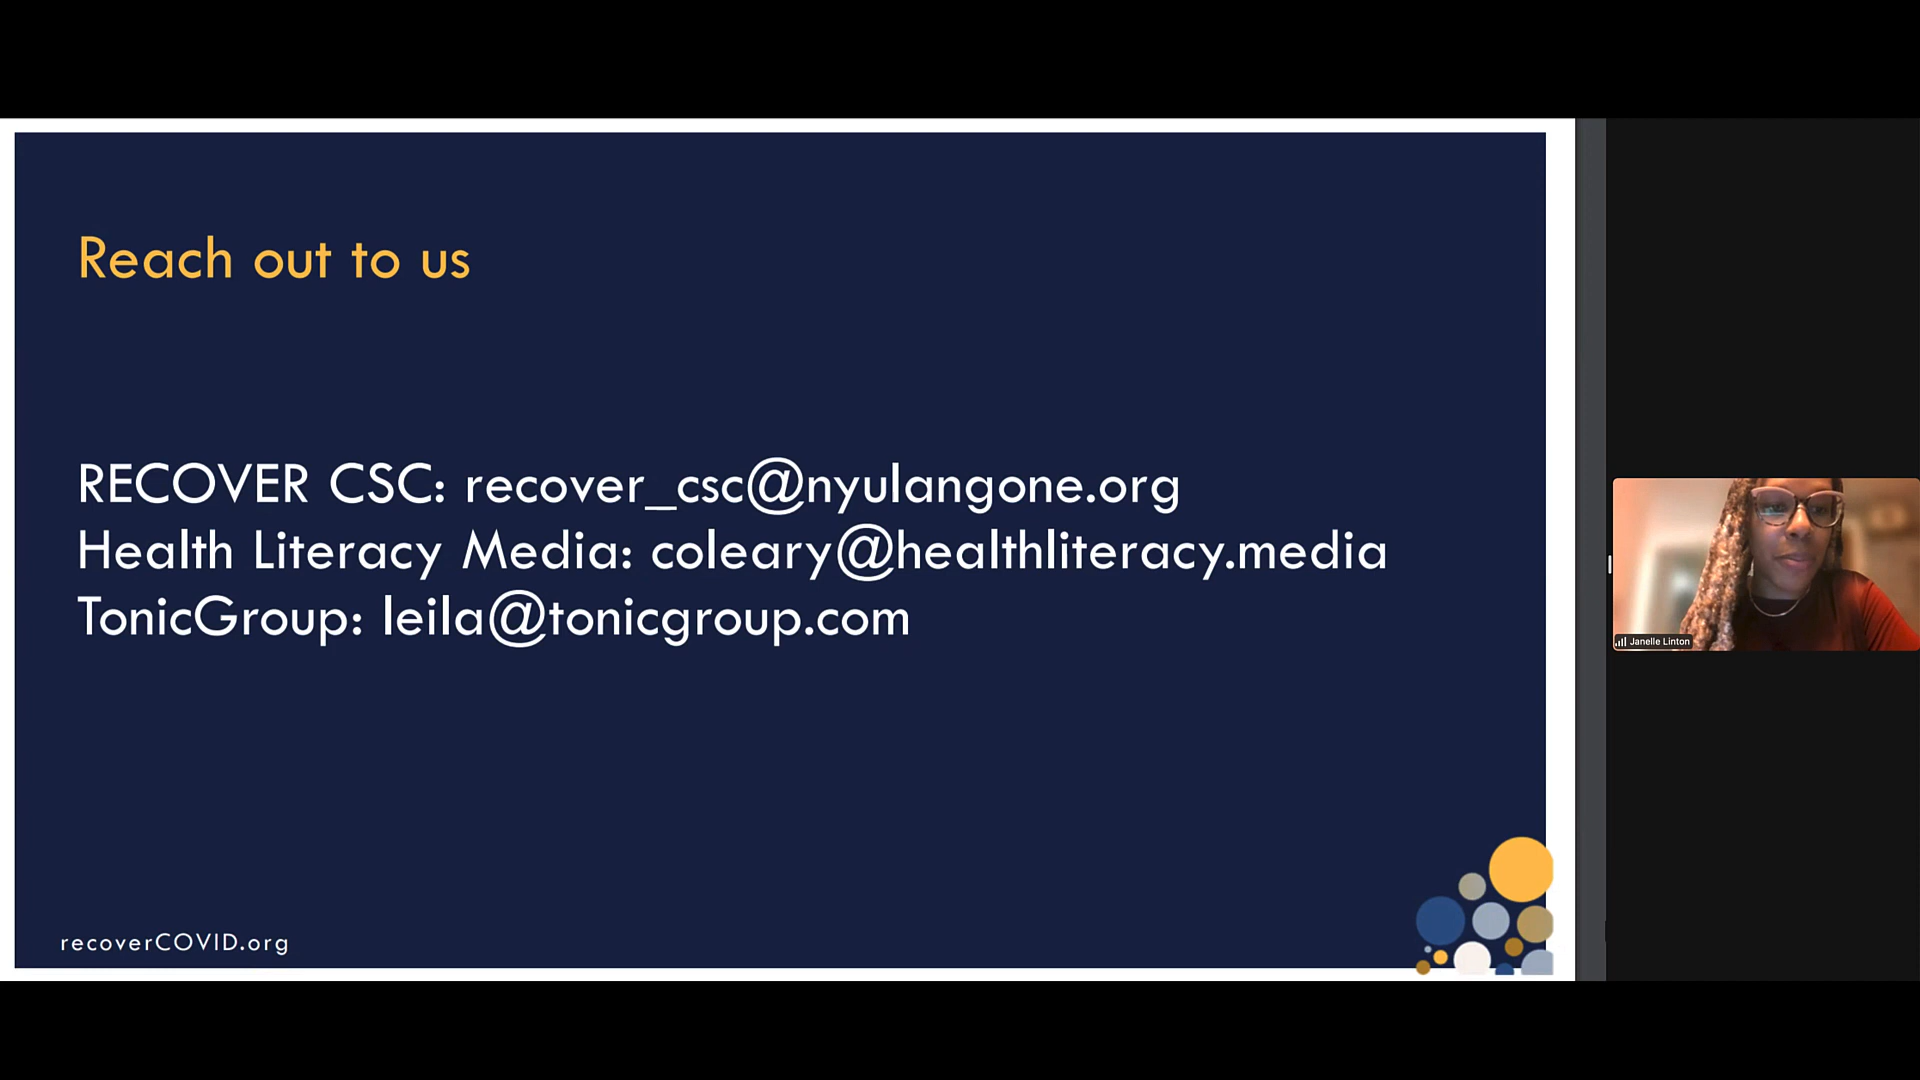 Reach out to us
RECOVER CSC: recover_csc@nyulangone.org
Health Literacy Media: coleary@healthliteracy.media
TonicGroup: leila@tonicgroup.com
recoverCOVID.org
Janelle Linton